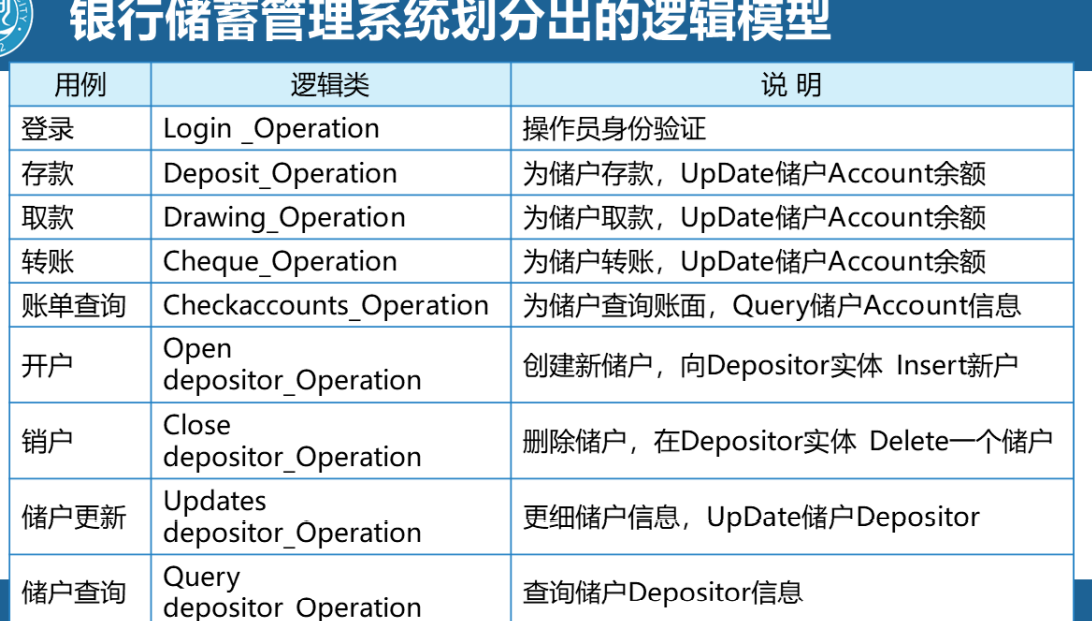 银行储蓄管理系统划分出的逻辑模型
用例 逻辑类 说 明
登录 Login _Operation 操作员身份验证
存款 Deposit_Operation 为储户存款，UpDate储户Account余额
取款 Drawing_Operation 为储户取款，UpDate储户Account余额
转账 Cheque_Operation 为储户转账，UpDate储户Account余额
账单查询 Checkaccounts_Operation 为储户查询账面，Query储户Account信息
开户 Open
depositor_Operation 创建新储户，向Depositor实体 Insert新户
销户 Close
depositor_Operation 删除储户，在Depositor实体 Delete一个储户
储户更新 Updates
depositor_Operation 更细储户信息，UpDate储户Depositor
储户查询 Query
depositor_Operation 查询储户Depositor信息